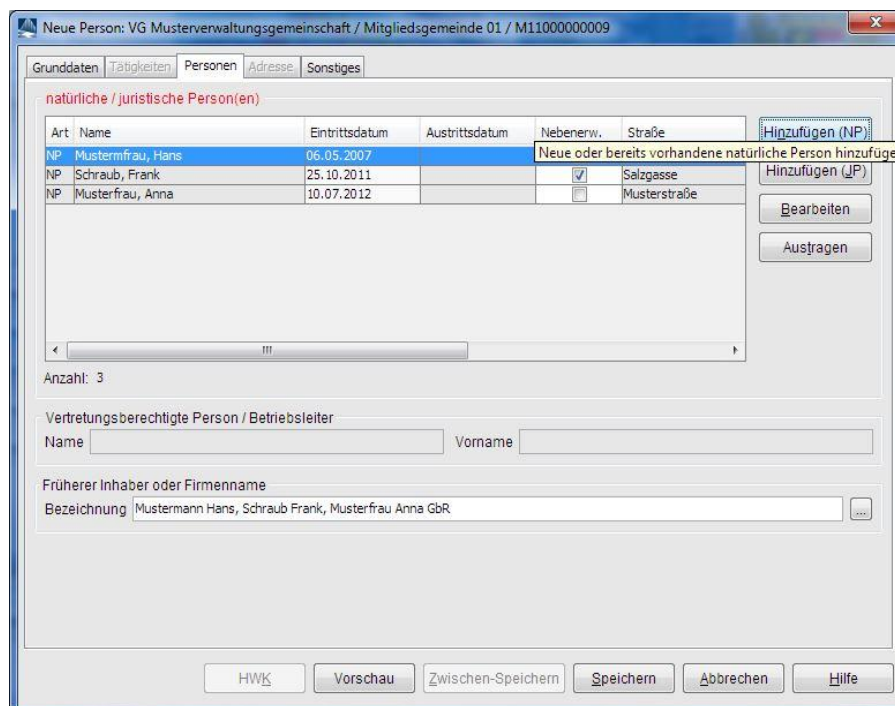 Neue Person: VG Musterverwaltungsgemeinschaft / Mitgliedsgemeinde 01 / M11000000009
Grunddaten Tätigkeiten Personen Adresse Sonstiges
natürliche / juristische Person(en)
Art Name Eintrittsdatum Austrittsdatum Nebenerw. Straße
NP Mustermfrau, Hans 06.05.2007
NP Schraub, Frank 25.10.2011 Salzgasse
NP Musterfrau, Anna 10.07.2012 Musterstraße
Hinzufügen (NP)
Neue oder bereits vorhandene natürliche Person hinzufüge
Hinzufügen (JP)
Bearbeiten
Austragen
Anzahl: 3
Vertretungsberechtigte Person / Betriebsleiter
Name Vorname
Früherer Inhaber oder Firmenname
Bezeichnung Mustermann Hans, Schraub Frank, Musterfrau Anna GbR ...
HWK Vorschau Zwischen-Speichern Speichern Abbrechen Hilfe